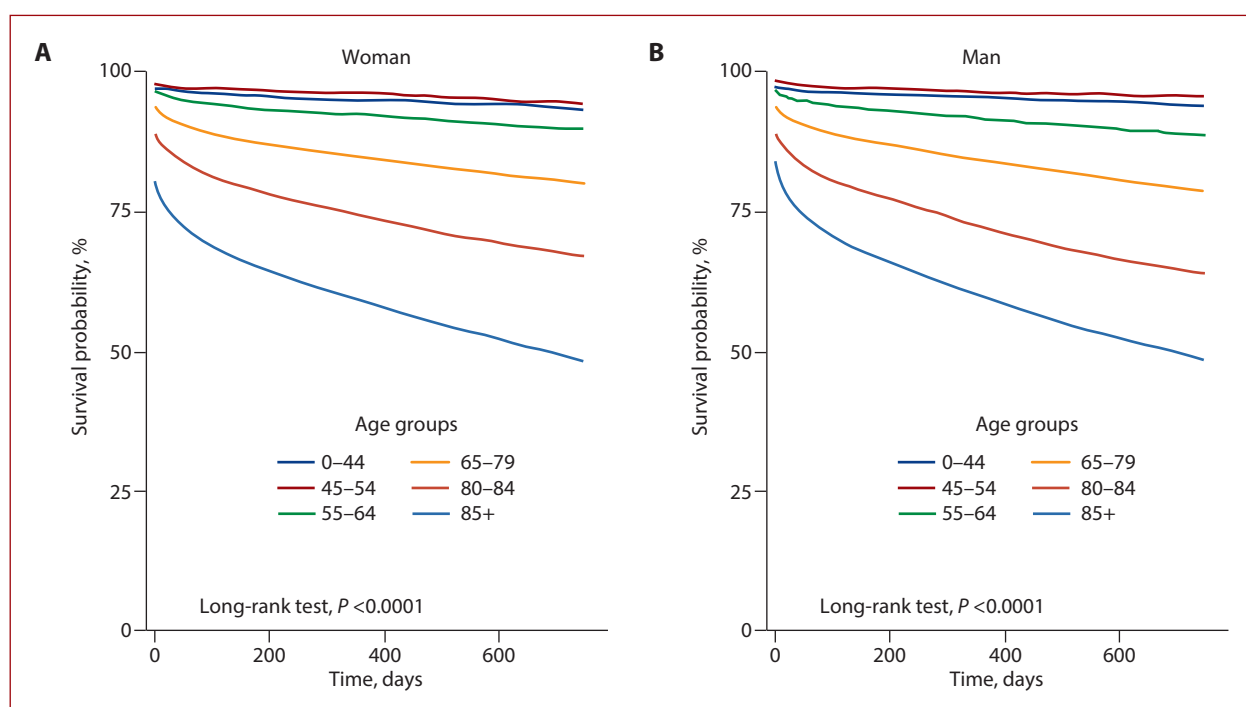 A
Woman
100
75
50
25
0
Survival probability, %
Age groups
0–44
65–79
45–54
80–84
55–64
85+
Long-rank test, P <0.0001
0
200
400
600
Time, days
B
Man
100
75
50
25
0
Survival probability, %
Age groups
0–44
65–79
45–54
80–84
55–64
85+
Long-rank test, P <0.0001
0
200
400
600
Time, days